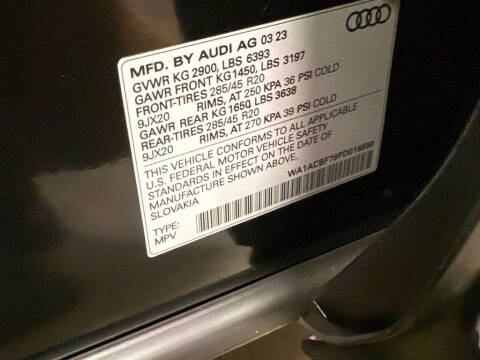 MFD. BY AUDI AG 03 23
GVWR KG 2900, LBS 6393
GAWR FRONT KG1450, LBS 3197
FRONT-TIRES 285/45 R20
9JX20 RIMS, AT 250 KPA 36 PSI COLD
GAWR REAR KG 1650 LBS 3638
REAR-TIRES 285/45 R20
9JX20 RIMS, AT 270 KPA 39 PSI COLD
THIS VEHICLE CONFORMS TO ALL APPLICABLE
U.S. FEDERAL MOTOR VEHICLE SAFETY
STANDARDS IN EFFECT ON THE DATE OF
MANUFACTURE SHOWN ABOVE.
SLOVAKIA
TYPE:
MPV